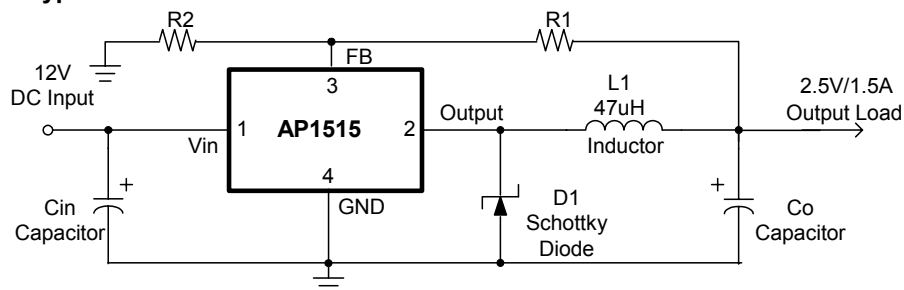 R2
R1
FB
3
12V
DC Input
L1
47uH
2.5V/1.5A
Output Load
1
AP1515
2
Output
Vin
Inductor
4
GND
+
Cin
Capacitor
D1
Schottky
Diode
+
Co
Capacitor